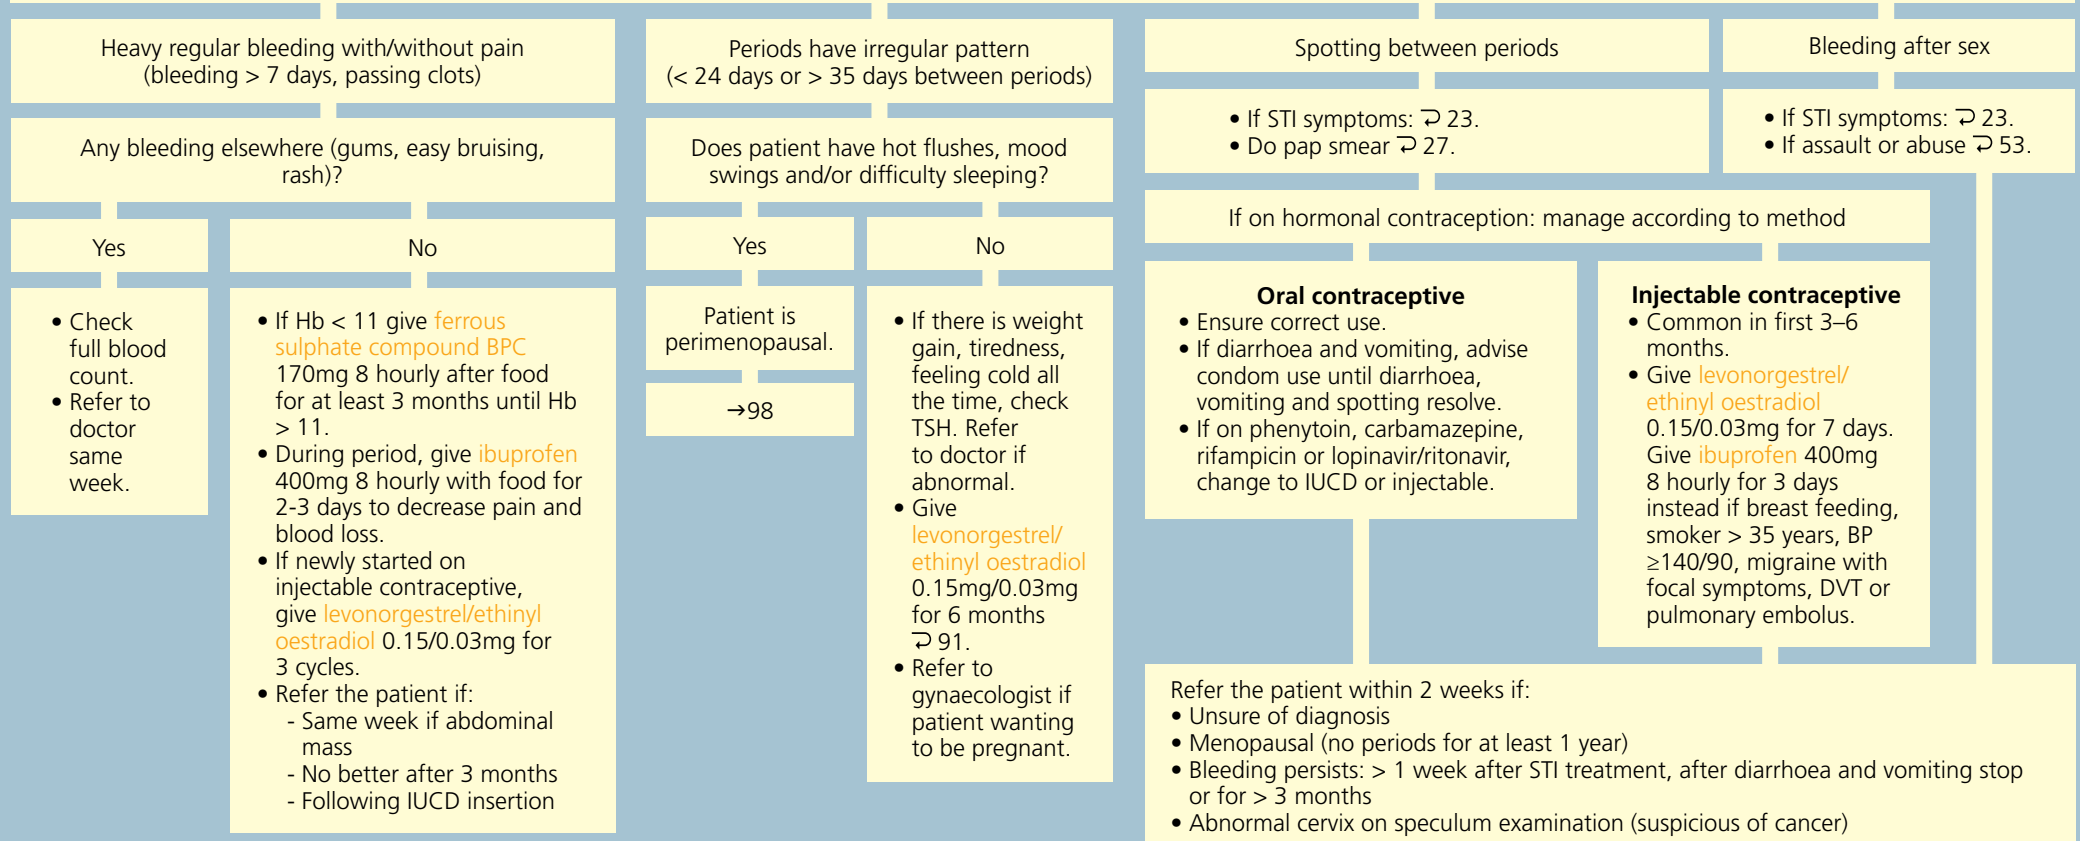 Heavy regular bleeding with/without pain
(bleeding > 7 days, passing clots)
Any bleeding elsewhere (gums, easy bruising,
rash)?
Yes
• Check
full blood
count.
• Refer to
doctor
same
week.
No
• If Hb < 11 give ferrous
sulphate compound BPC
170mg 8 hourly after food
for at least 3 months until Hb
> 11.
• During period, give ibuprofen
400mg 8 hourly with food for
2-3 days to decrease pain and
blood loss.
• If newly started on
injectable contraceptive,
give levonorgestrel/ethinyl
oestradiol 0.15/0.03mg for
3 cycles.
• Refer the patient if:
- Same week if abdominal
mass
- No better after 3 months
- Following IUCD insertion
Periods have irregular pattern
(< 24 days or > 35 days between periods)
Does patient have hot flushes, mood
swings and/or difficulty sleeping?
Yes
Patient is
perimenopausal.
→98
No
• If there is weight
gain, tiredness,
feeling cold all
the time, check
TSH. Refer
to doctor if
abnormal.
• Give
levonorgestrel/
ethinyl oestradiol
0.15mg/0.03mg
for 6 months
⮌ 91.
• Refer to
gynaecologist if
patient wanting
to be pregnant.
Spotting between periods
• If STI symptoms: ⮌ 23.
• Do pap smear ⮌ 27.
Bleeding after sex
• If STI symptoms: ⮌ 23.
• If assault or abuse ⮌ 53.
If on hormonal contraception: manage according to method
Oral contraceptive
• Ensure correct use.
• If diarrhoea and vomiting, advise
condom use until diarrhoea,
vomiting and spotting resolve.
• If on phenytoin, carbamazepine,
rifampicin or lopinavir/ritonavir,
change to IUCD or injectable.
Injectable contraceptive
• Common in first 3–6
months.
• Give levonorgestrel/
ethinyl oestradiol
0.15/0.03mg for 7 days.
Give ibuprofen 400mg
8 hourly for 3 days
instead if breast feeding,
smoker > 35 years, BP
≥140/90, migraine with
focal symptoms, DVT or
pulmonary embolus.
Refer the patient within 2 weeks if:
• Unsure of diagnosis
• Menopausal (no periods for at least 1 year)
• Bleeding persists: > 1 week after STI treatment, after diarrhoea and vomiting stop
or for > 3 months
• Abnormal cervix on speculum examination (suspicious of cancer)